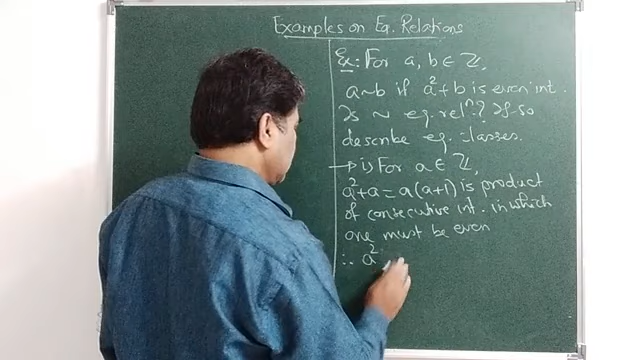 Examples on Eq. Relations
Ex: For a, b ∈ ℤ,
a ~ b if a² + b is even int.
Is ~ eq. relⁿ? If so
describe eq. classes.
→ i) For a ∈ ℤ,
a² + a = a(a+1) is product
of consecutive int. in which
one must be even
∴ a²